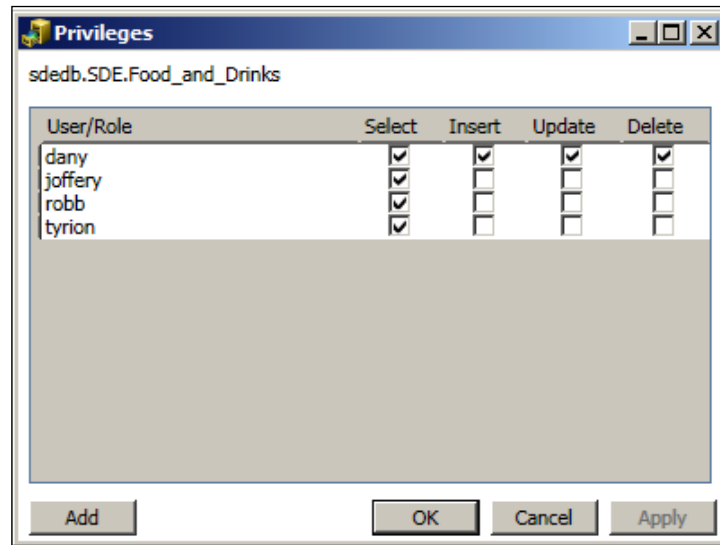 Privileges
sdedb.SDE.Food_and_Drinks
User/Role Select Insert Update Delete
dany
joffery
robb
tyrion
Add OK Cancel Apply